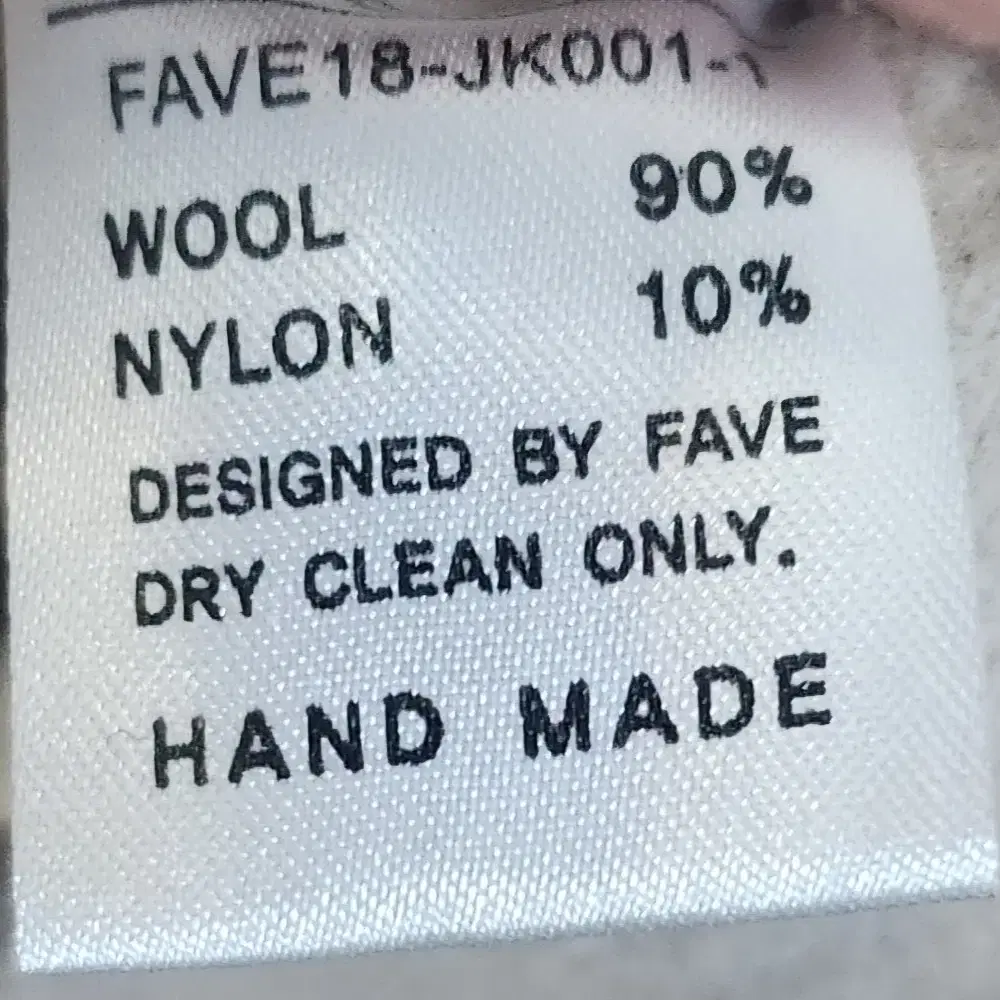 FAVE18-JK001-
WOOL 90%
NYLON 10%
DESIGNED BY FAVE
DRY CLEAN ONLY.
HAND MADE